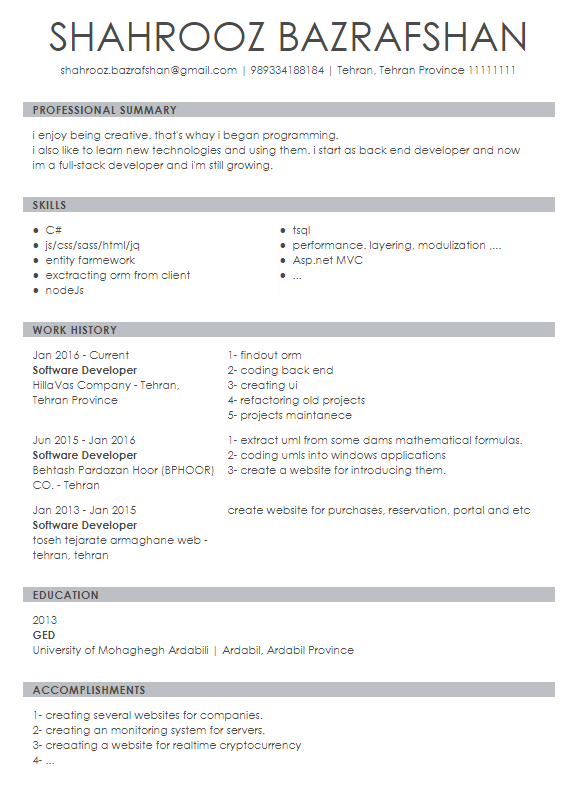 SHAHROOZ BAZRAFSHAN
shahrooz.bazrafshan@gmail.com | 989334188184 | Tehran, Tehran Province 11111111
PROFESSIONAL SUMMARY
i enjoy being creative. that's whay i began programming.
i also like to learn new technologies and using them. i start as back end developer and now
im a full-stack developer and i'm still growing.
SKILLS
● C#
● js/css/sass/html/jq
● entity farmework
● exctracting orm from client
● nodeJs
● tsql
● performance. layering, modulization ,...
● Asp.net MVC
● ...
WORK HISTORY
Jan 2016 - Current
Software Developer
HillaVas Company - Tehran,
Tehran Province
1- findout orm
2- coding back end
3- creating ui
4- refactoring old projects
5- projects maintanece
Jun 2015 - Jan 2016
Software Developer
Behtash Pardazan Hoor (BPHOOR)
CO. - Tehran
1- extract uml from some dams mathematical formulas.
2- coding umls into windows applications
3- create a website for introducing them.
Jan 2013 - Jan 2015
Software Developer
toseh tejarate armaghane web -
tehran, tehran
create website for purchases, reservation, portal and etc
EDUCATION
2013
GED
University of Mohaghegh Ardabili | Ardabil, Ardabil Province
ACCOMPLISHMENTS
1- creating several websites for companies.
2- creating an monitoring system for servers.
3- creaating a website for realtime cryptocurrency
4- ...